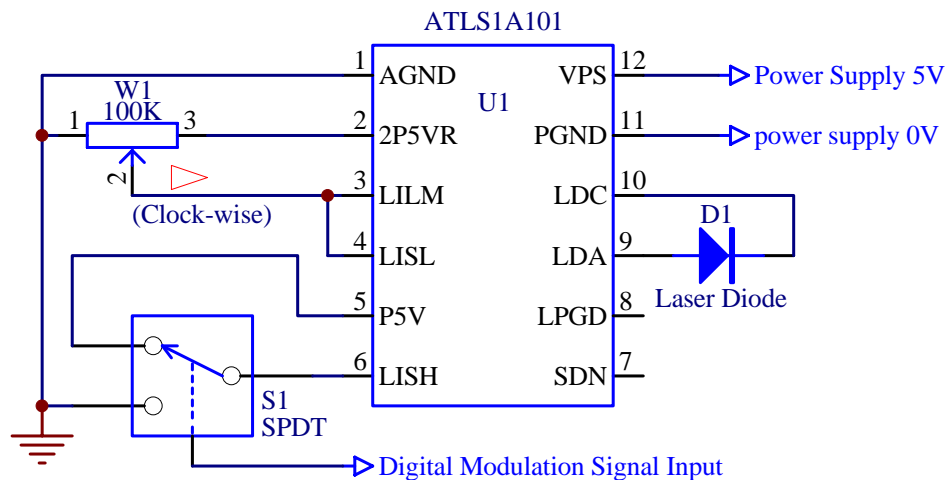 ATLS1A101
U1
1 AGND
2 2P5VR
3 LILM
4 LISL
5 P5V
6 LISH
VPS 12
PGND 11
LDC 10
LDA 9
LPGD 8
SDN 7
W1
100K
1
3
2
(Clock-wise)
Power Supply 5V
power supply 0V
D1
Laser Diode
S1
SPDT
Digital Modulation Signal Input